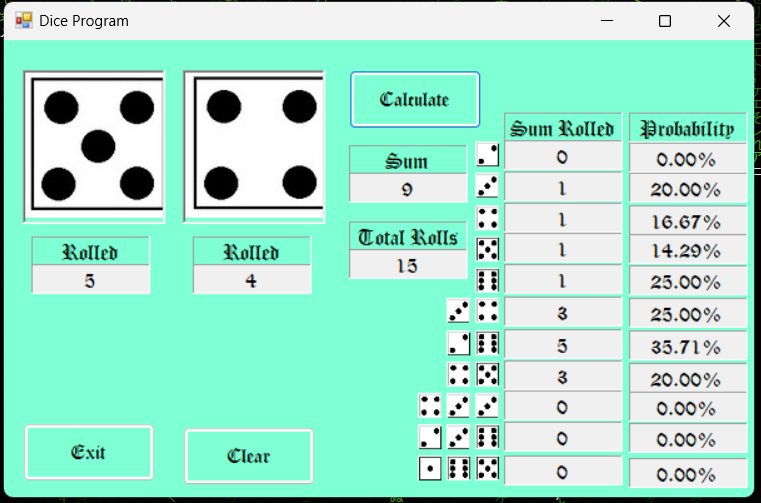 Dice Program
Calculate
Sum Rolled Probability
0 0.00%
Sum
9
1 20.00%
1 16.67%
Total Rolls
15
1 14.29%
Rolled Rolled
5 4
1 25.00%
3 25.00%
5 35.71%
3 20.00%
0 0.00%
0 0.00%
0 0.00%
Exit Clear